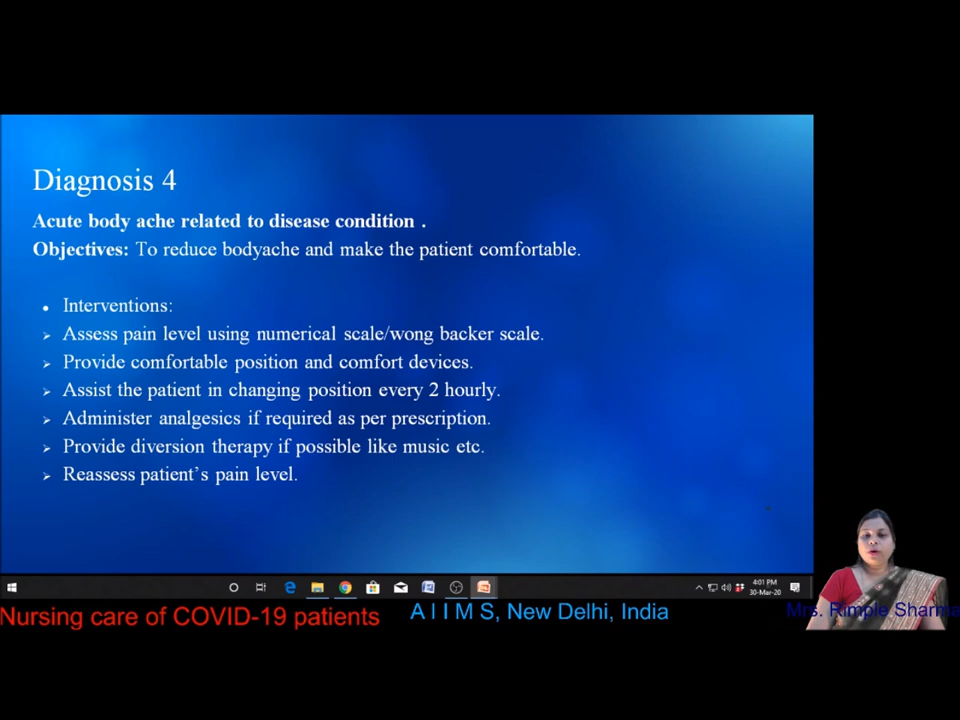 Diagnosis 4
Acute body ache related to disease condition .
Objectives: To reduce bodyache and make the patient comfortable.
• Interventions:
➢ Assess pain level using numerical scale/wong backer scale.
➢ Provide comfortable position and comfort devices.
➢ Assist the patient in changing position every 2 hourly.
➢ Administer analgesics if required as per prescription.
➢ Provide diversion therapy if possible like music etc.
➢ Reassess patient's pain level.
4:01 PM
30-Mar-20
Nursing care of COVID-19 patients
A I I M S, New Delhi, India
Mrs. Rimple Sharma